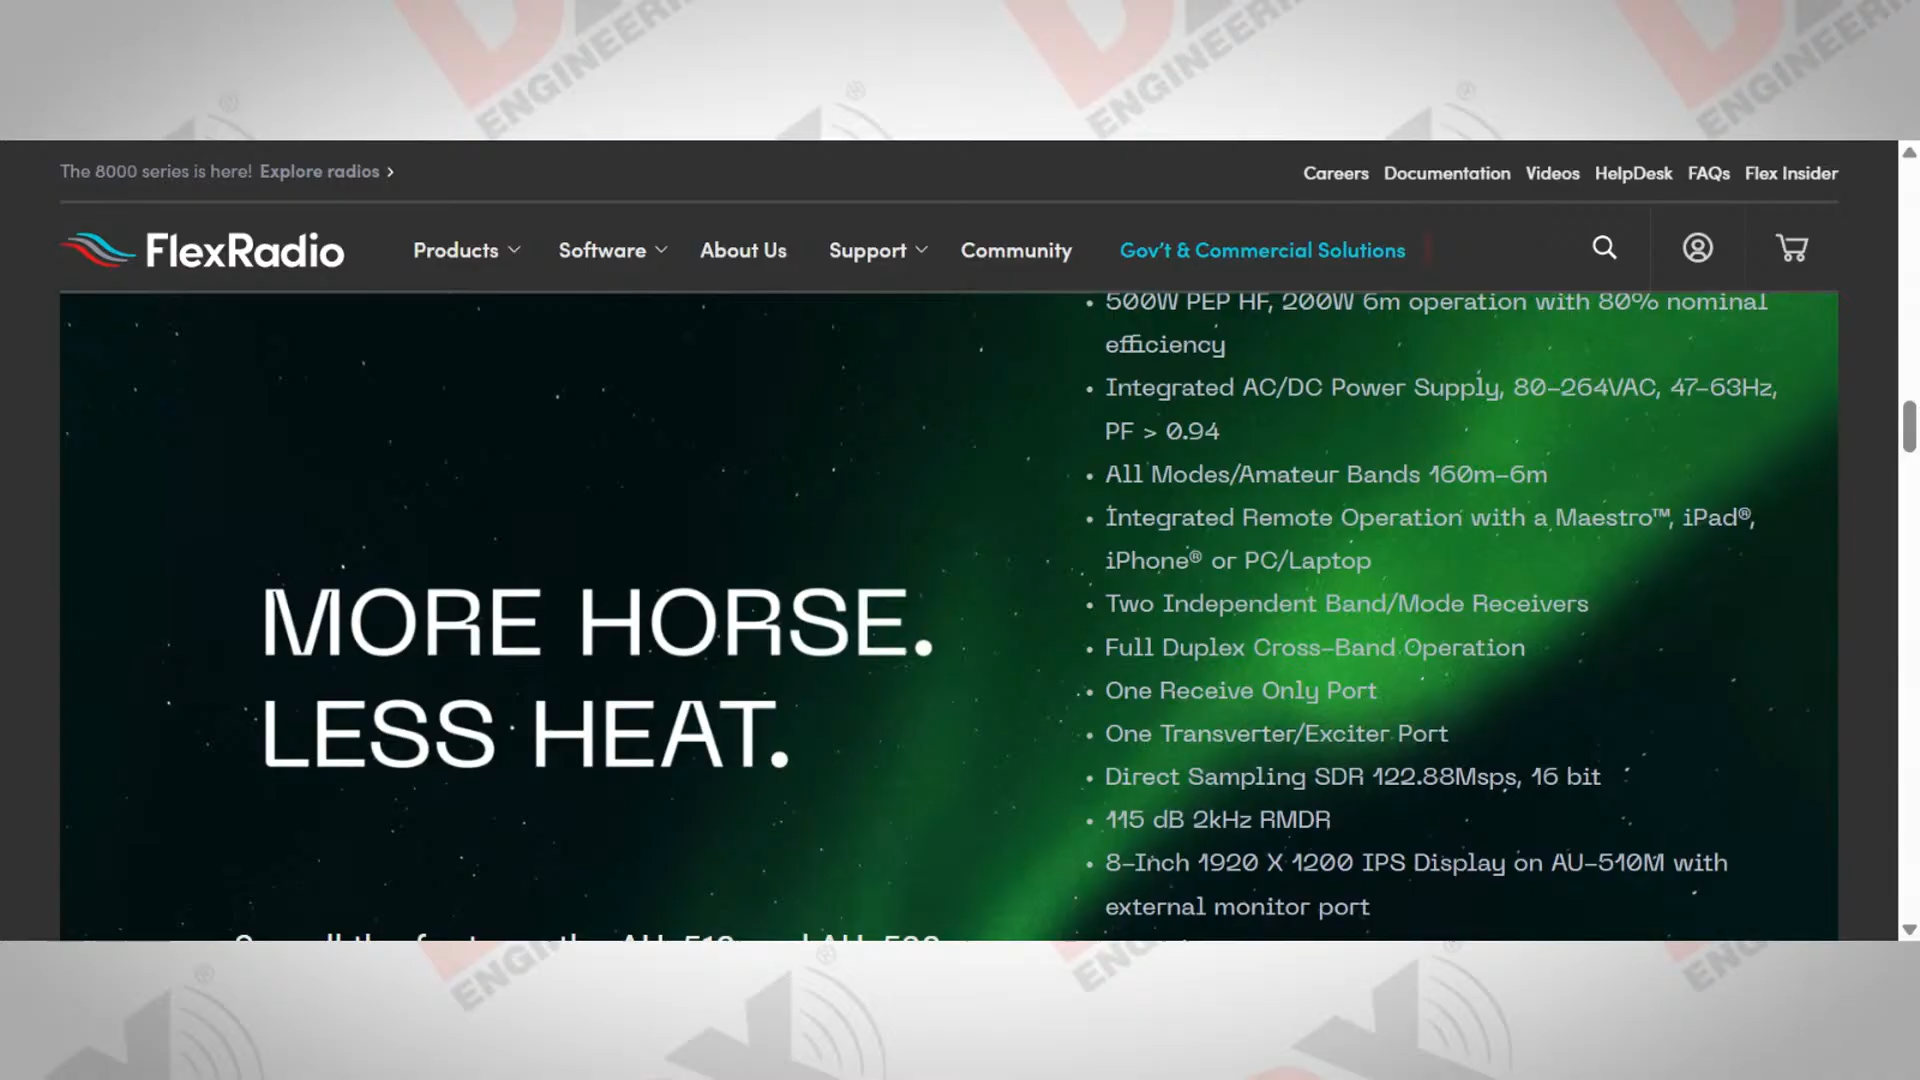 ENGINEERING
ENGINEERING
ENGINEERING
The 8000 series is here! Explore radios
Careers Documentation Videos HelpDesk FAQs Flex Insider
FlexRadio Products Software About Us Support Community Gov't & Commercial Solutions
• 500W PEP HF, 200W 6m operation with 80% nominal
efficiency
• Integrated AC/DC Power Supply, 80-264VAC, 47-63Hz,
PF > 0.94
• All Modes/Amateur Bands 160m-6m
• Integrated Remote Operation with a Maestro™, iPad®,
iPhone® or PC/Laptop
• Two Independent Band/Mode Receivers
• Full Duplex Cross-Band Operation
• One Receive Only Port
• One Transverter/Exciter Port
• Direct Sampling SDR 122.88Msps, 16 bit
• 115 dB 2kHz RMDR
• 8-Inch 1920 X 1200 IPS Display on AU-510M with
external monitor port
MORE HORSE.
LESS HEAT.